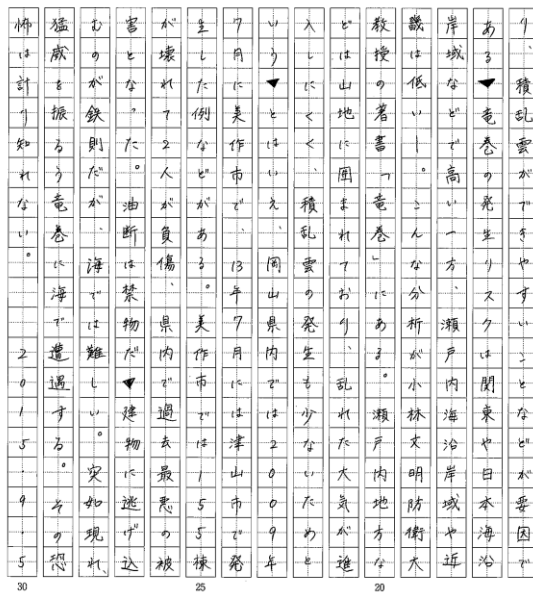 り、積乱雲ができやすいことなどが要因で
ある▼竜巻の発生リスクは関東や日本海沿
岸域などで高い一方、瀬戸内海沿岸域や近
畿は低い―。こんな分析が小林文明防衛大
教授の著書「竜巻」にある。瀬戸内地方な
どは山地に囲まれており、乱れた大気が進
入しにくく、積乱雲の発生も少ないためと
いう▼とはいえ、岡山県内では2009年
7月に美作市で、13年7月には津山市で発
生した例などがある。美作市では155棟
が壊れて2人が負傷、県内で過去最悪の被
害となった。油断は禁物だ▼建物に逃げ込
むのが鉄則だが、海では難しい。突如現れ、
猛威を振るう竜巻に海で遭遇する。その恐
怖は計り知れない。 2015・9・5
20
25
30